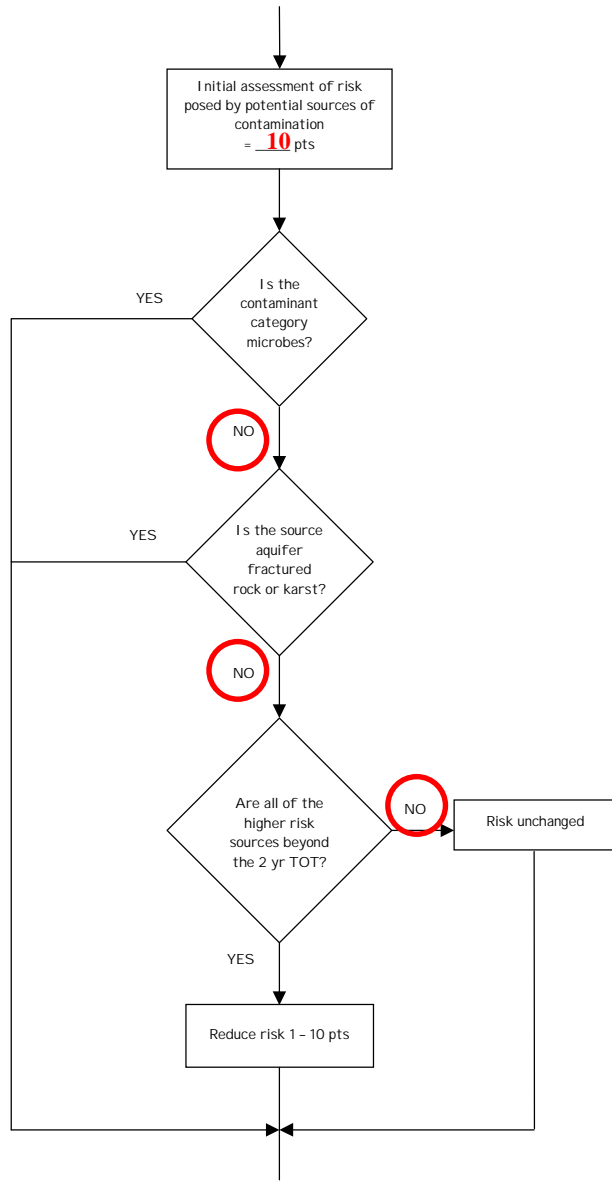 Initial assessment of risk
posed by potential sources of
contamination
= 10 pts
YES
Is the
contaminant
category
microbes?
NO
YES
Is the source
aquifer
fractured
rock or karst?
NO
Are all of the
higher risk
sources beyond
the 2 yr TOT?
NO
Risk unchanged
YES
Reduce risk 1 – 10 pts